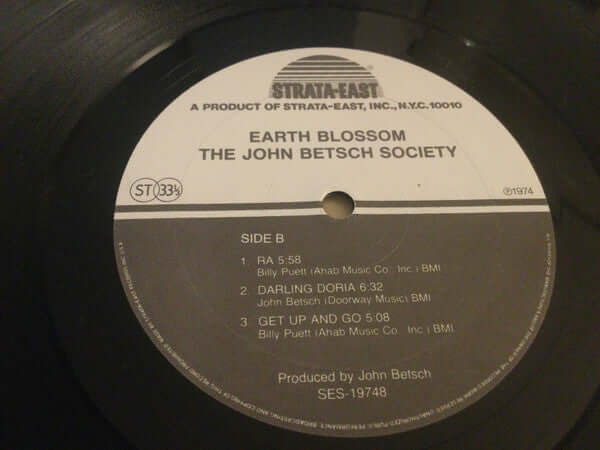 STRATA-EAST
A PRODUCT OF STRATA-EAST, INC., N.Y.C. 10010
EARTH BLOSSOM
THE JOHN BETSCH SOCIETY
ST 33⅓
℗1974
SIDE B
1. RA 5:58
Billy Puett (Ahab Music Co. Inc.) BMI
2. DARLING DORIA 6:32
John Betsch (Doorway Music) BMI
3. GET UP AND GO 5:08
Billy Puett (Ahab Music Co. Inc.) BMI
Produced by John Betsch
SES-19748